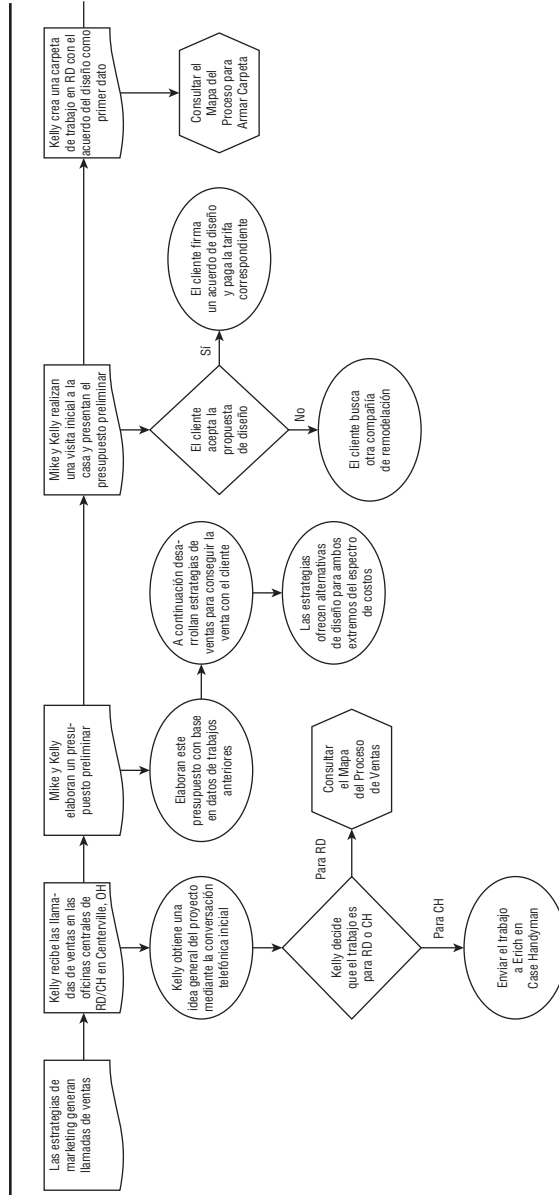 Las estrategias de
marketing generan
llamadas de ventas
Kelly recibe las llama-
das de ventas en las
oficinas centrales de
RD/CH en Centerville, OH
Kelly obtiene una
idea general del proyecto
mediante la conversación
telefónica inicial
Kelly decide
que el trabajo es
para RD o CH
Para RD
Consultar
el Mapa
del Proceso
de Ventas
Para CH
Enviar el trabajo
a Erich en
Case Handyman
Mike y Kelly
elaboran un presu-
puesto preliminar
Elaboran este
presupuesto con base
en datos de trabajos
anteriores
A continuación desa-
rrollan estrategias de
ventas para conseguir la
venta con el cliente
Las estrategias
ofrecen alternativas
de diseño para ambos
extremos del espectro
de costos
Mike y Kelly realizan
una visita inicial a la
casa y presentan el
presupuesto preliminar
El cliente
acepta la
propuesta
de diseño
Sí
El cliente firma
un acuerdo de diseño
y paga la tarifa
correspondiente
No
El cliente busca
otra compañía
de remodelación
Kelly crea una carpeta
de trabajo en RD con el
acuerdo del diseño como
primer dato
Consultar el
Mapa del
Proceso para
Armar Carpeta